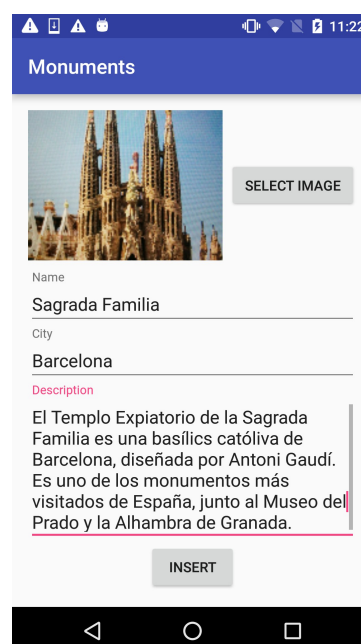 11:22
Monuments
SELECT IMAGE
Name
Sagrada Familia
City
Barcelona
Description
El Templo Expiatorio de la Sagrada
Familia es una basílics católiva de
Barcelona, diseñada por Antoni Gaudí.
Es uno de los monumentos más
visitados de España, junto al Museo del
Prado y la Alhambra de Granada.
INSERT